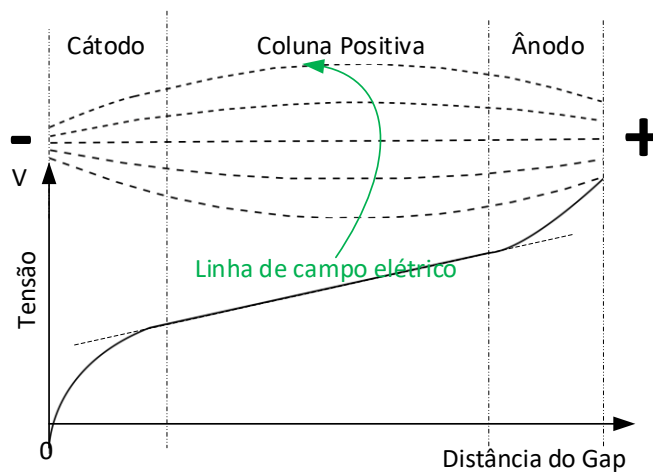 Cátodo
Coluna Positiva
Ânodo
-
+
V
Linha de campo elétrico
Tensão
0
Distância do Gap